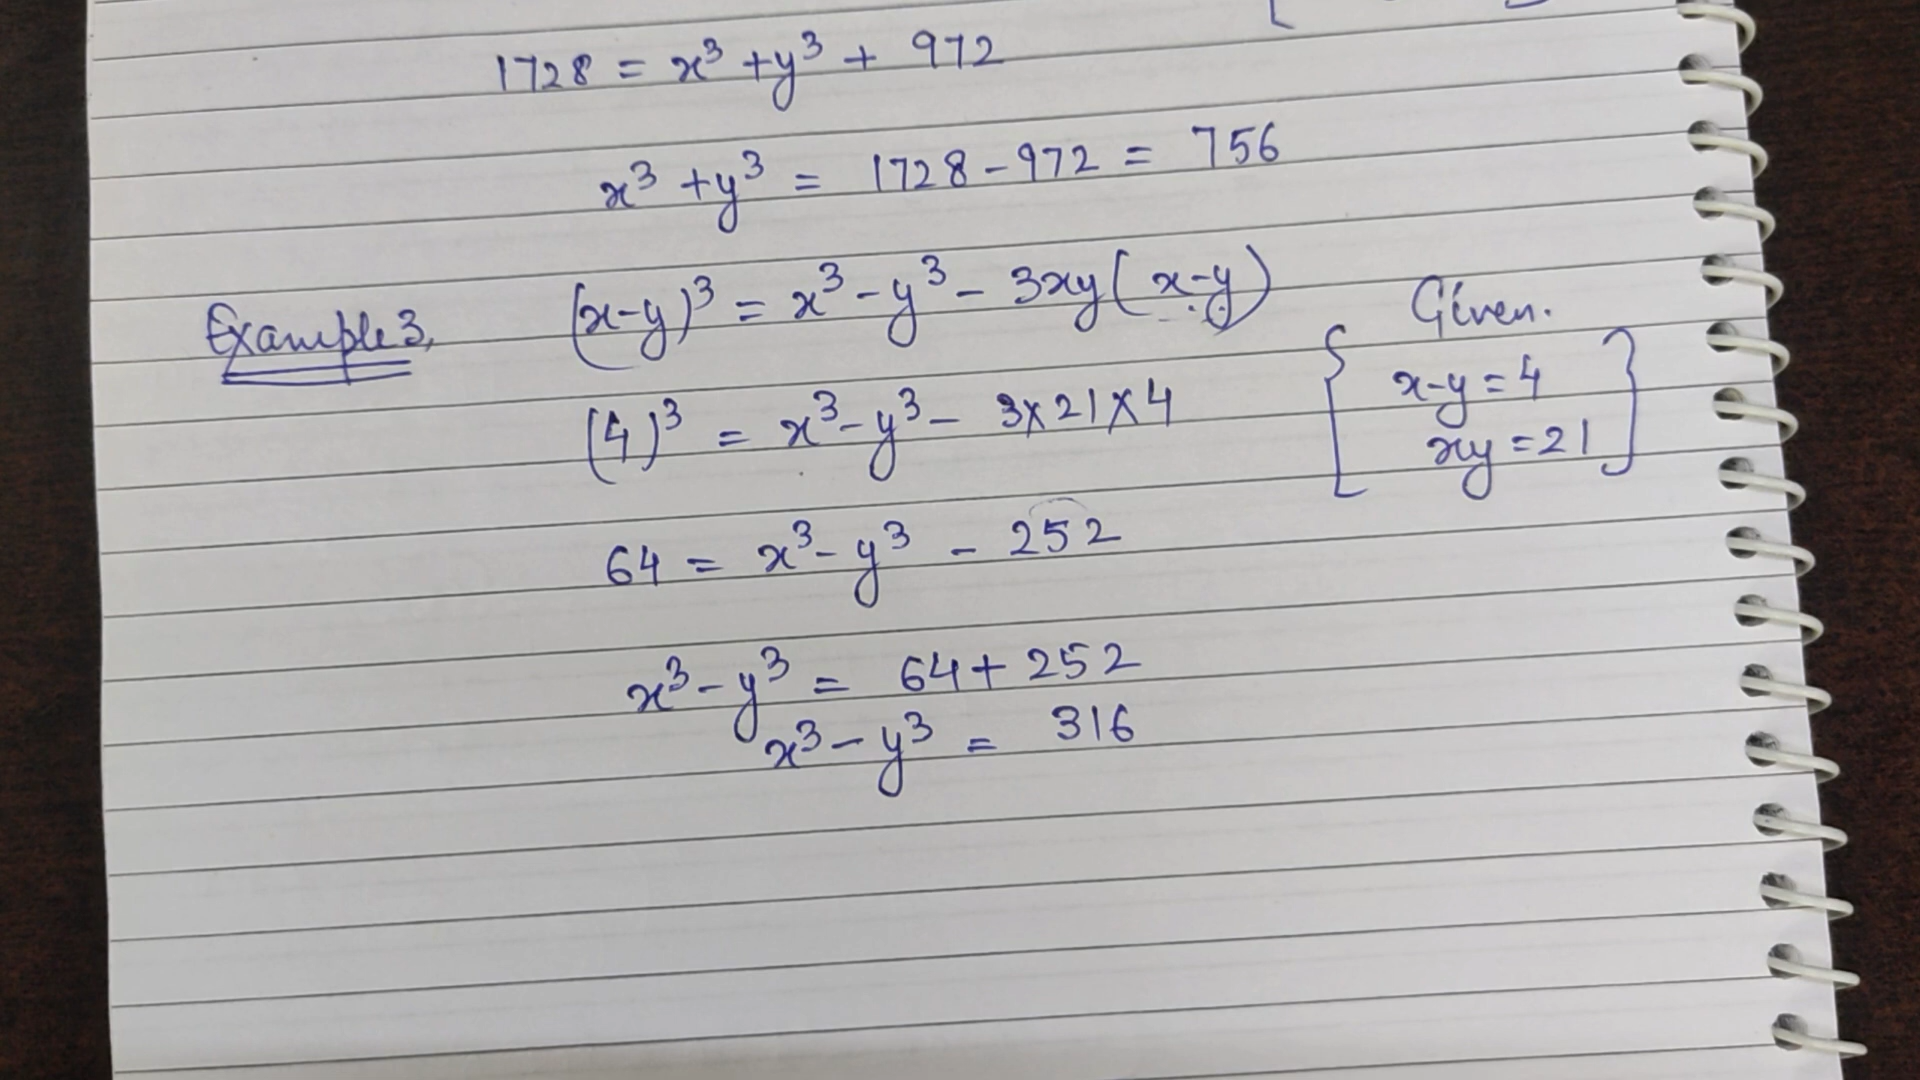 1728 = x³ + y³ + 972
x³ + y³ = 1728 - 972 = 756
Example 3, (x-y)³ = x³ - y³ - 3xy(x-y)
Given.
(4)³ = x³ - y³ - 3×21×4
x-y = 4
xy = 21
64 = x³ - y³ - 252
x³ - y³ = 64 + 252
x³ - y³ = 316